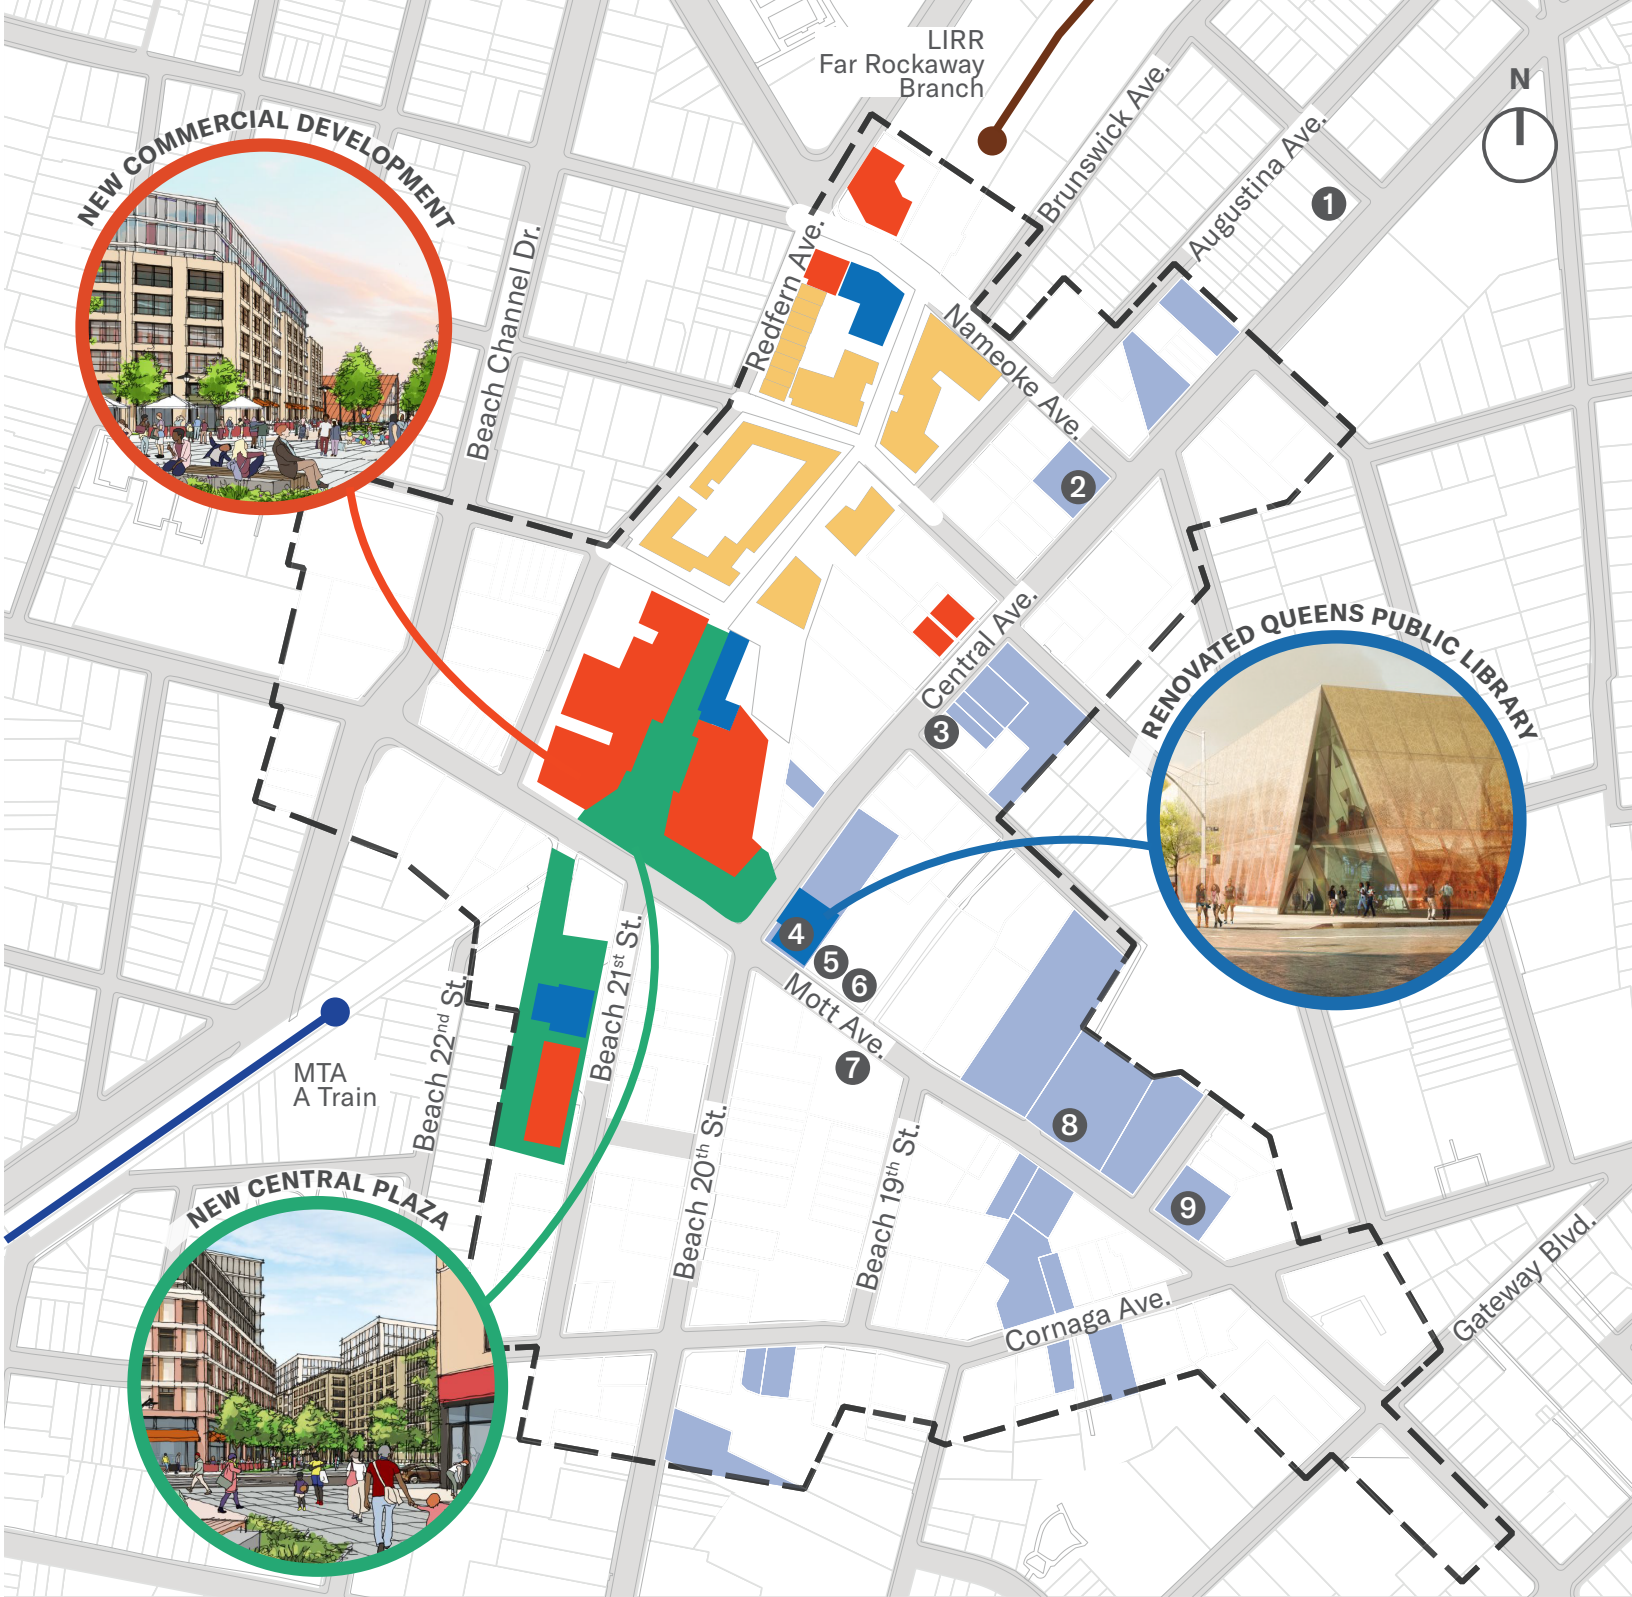 LIRR
Far Rockaway
Branch
N
Brunswick Ave.
Augustina Ave.
1
NEW COMMERCIAL DEVELOPMENT
Beach Channel Dr.
Redfern Ave.
Nameoke Ave.
2
Central Ave.
3
RENOVATED QUEENS PUBLIC LIBRARY
4
5
6
Mott Ave.
7
Beach 21st St.
Beach 22nd St.
MTA
A Train
8
9
Beach 20th St.
Beach 19th St.
NEW CENTRAL PLAZA
Cornaga Ave.
Gateway Blvd.